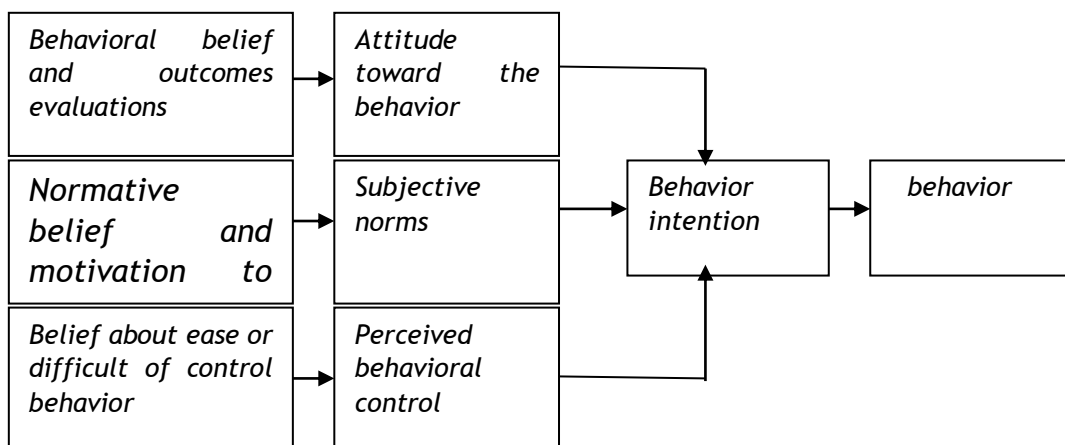 Behavioral belief
and outcomes
evaluations
Attitude
toward the
behavior
Normative
belief and
motivation to
Subjective
norms
Behavior
intention
behavior
Belief about ease or
difficult of control
behavior
Perceived
behavioral
control